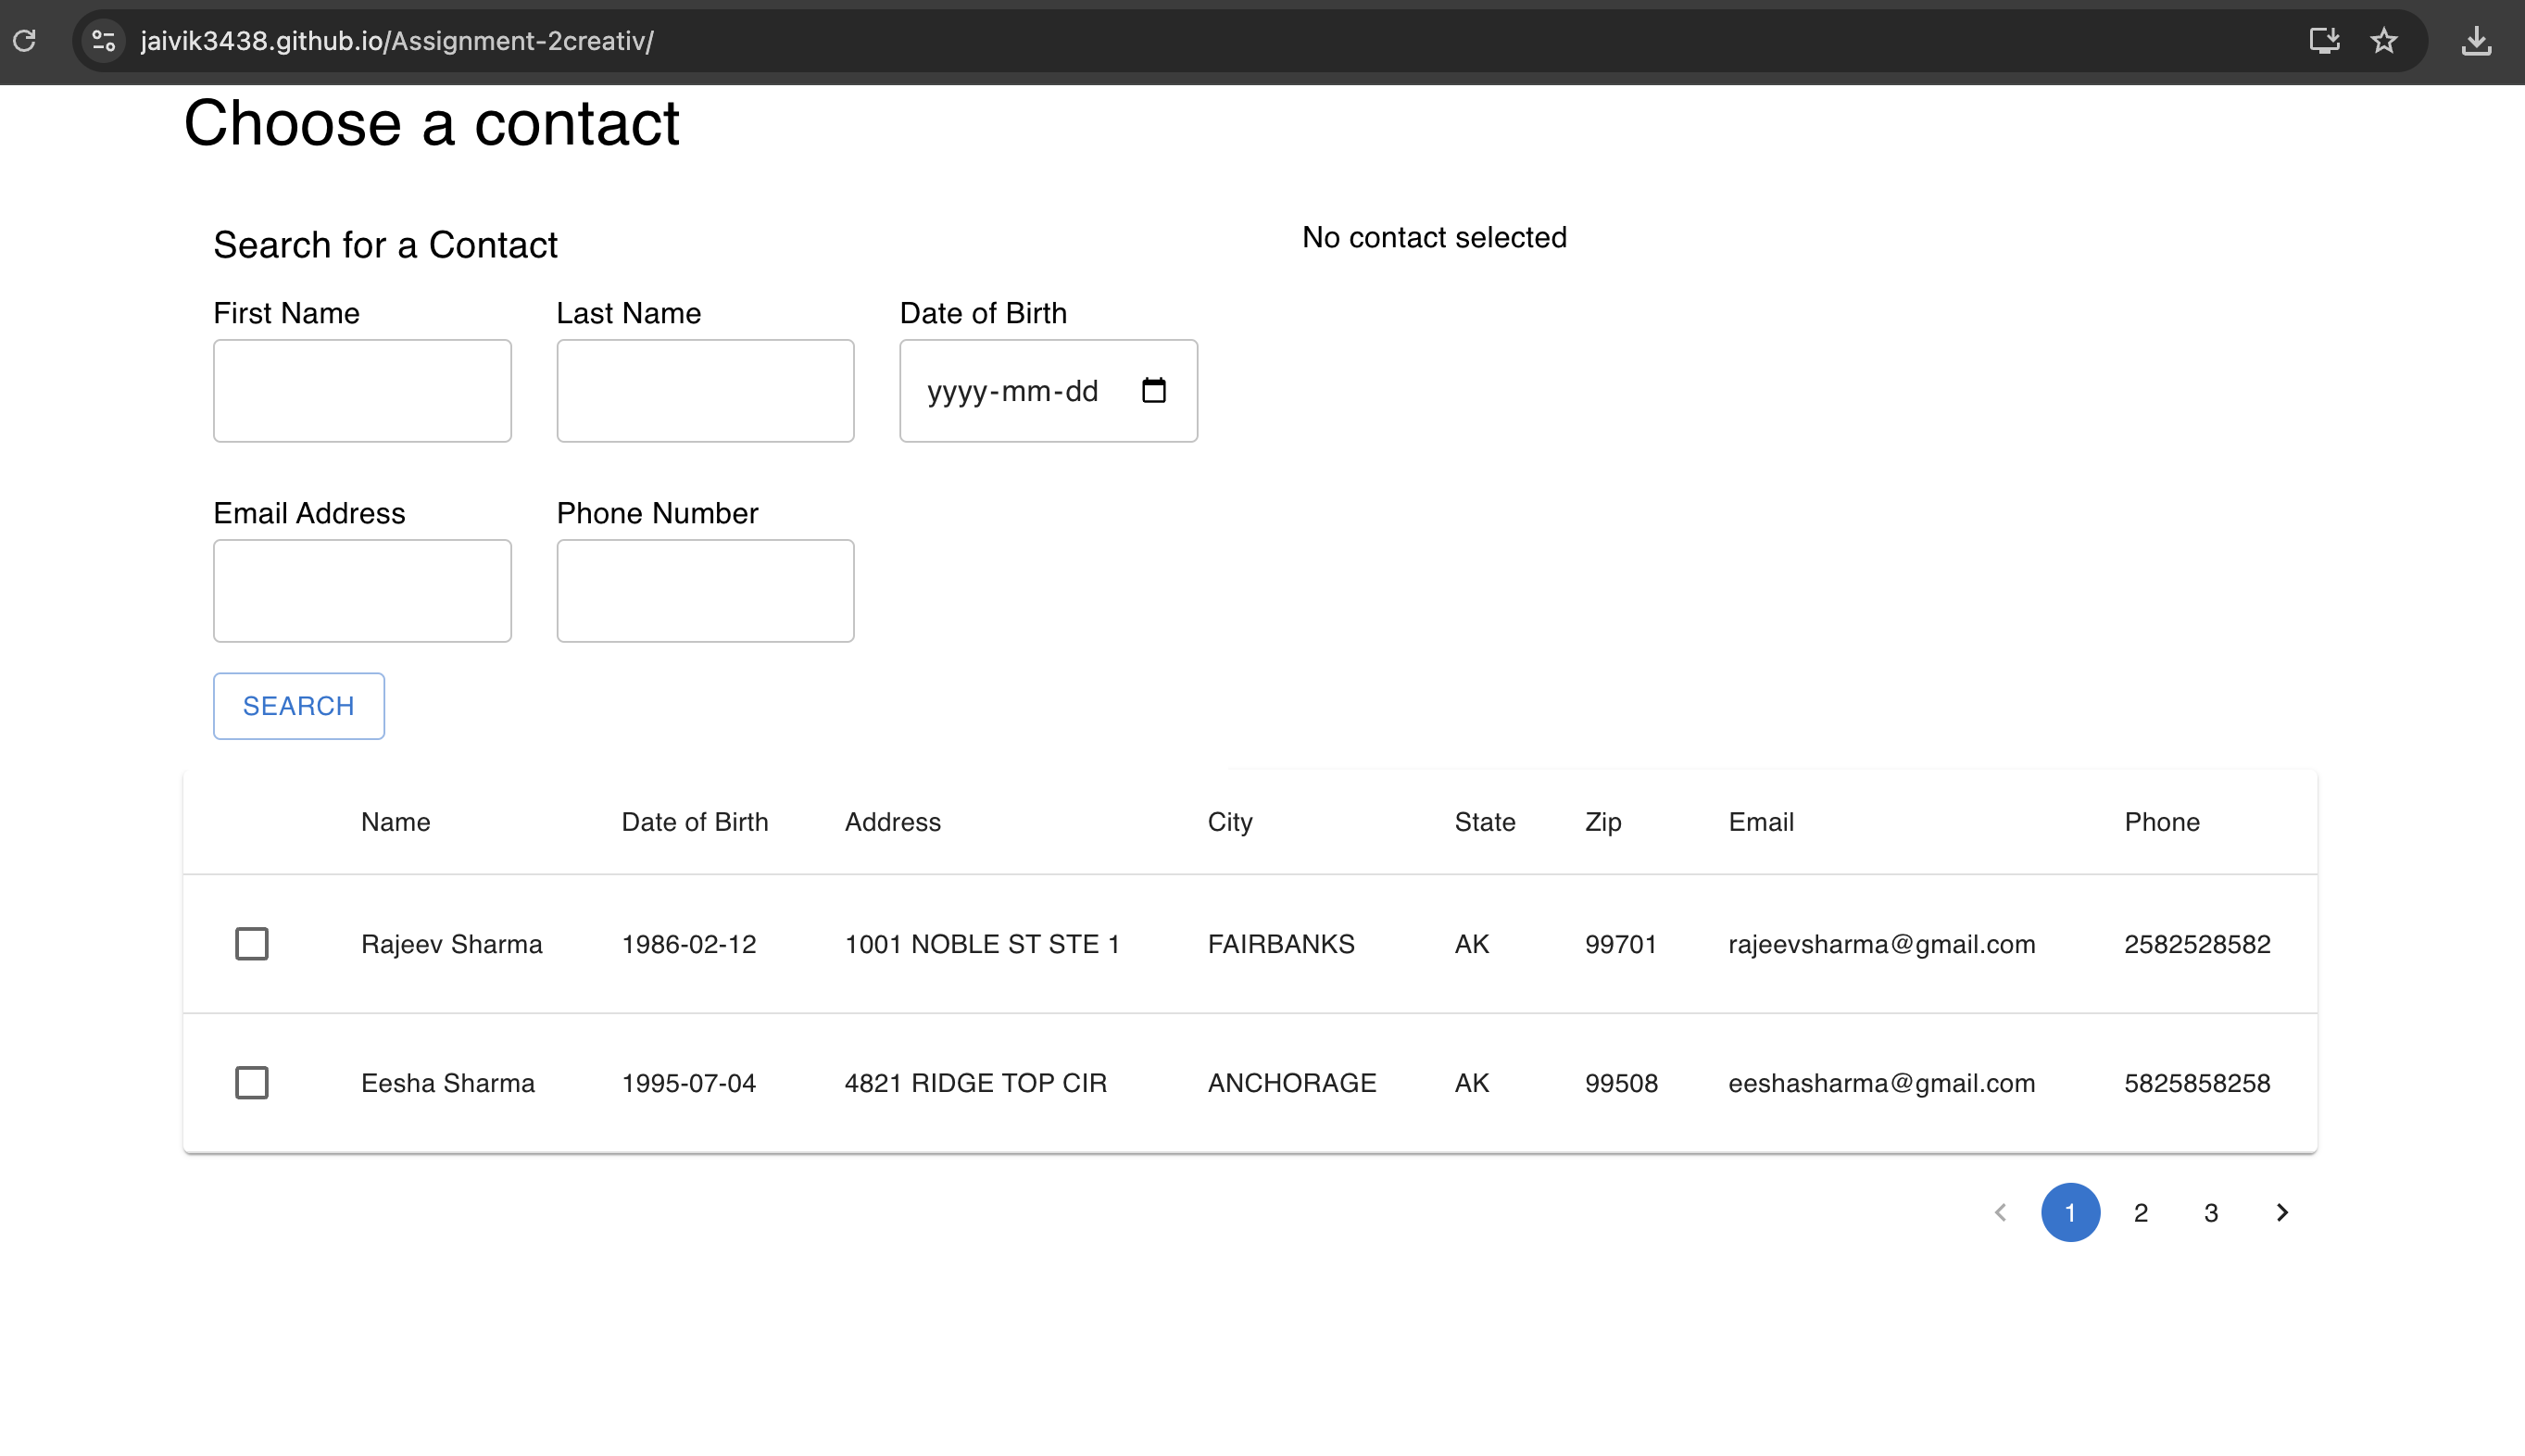 jaivik3438.github.io/Assignment-2creativ/
Choose a contact
Search for a Contact
No contact selected
First Name Last Name Date of Birth
yyyy-mm-dd
Email Address Phone Number
SEARCH
Name Date of Birth Address City State Zip Email Phone
Rajeev Sharma 1986-02-12 1001 NOBLE ST STE 1 FAIRBANKS AK 99701 rajeevsharma@gmail.com 2582528582
Eesha Sharma 1995-07-04 4821 RIDGE TOP CIR ANCHORAGE AK 99508 eeshasharma@gmail.com 5825858258
1 2 3